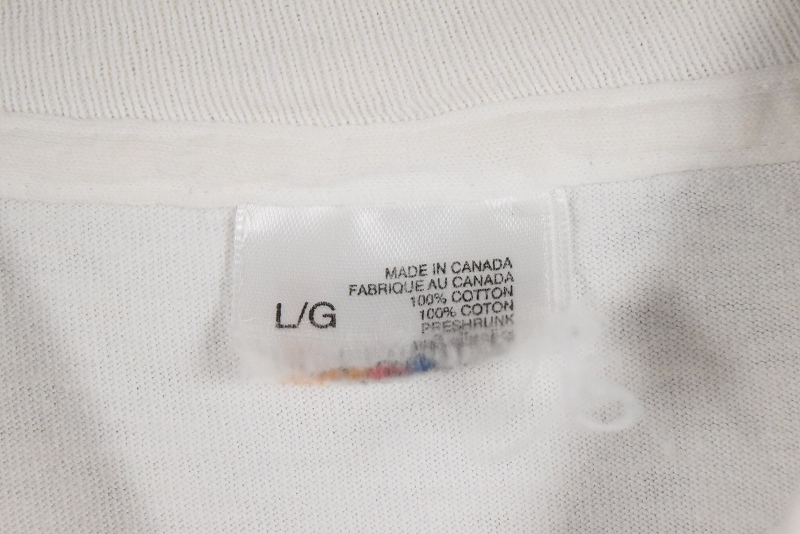 MADE IN CANADA
FABRIQUE AU CANADA
100% COTTON
100% COTON
PRESHRUNK
L/G